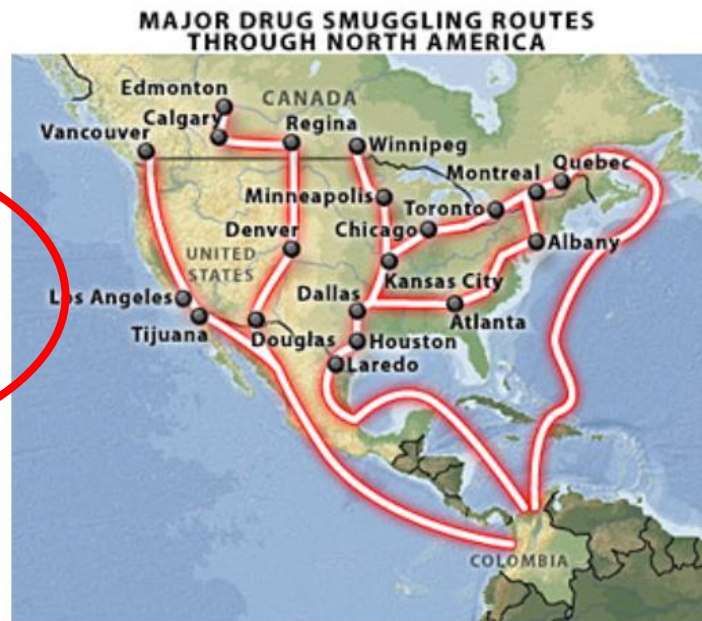 MAJOR DRUG SMUGGLING ROUTES
THROUGH NORTH AMERICA
Edmonton
CANADA
Calgary
Regina
Vancouver
Winnipeg
Quebec
Montreal
Minneapolis
Toronto
Denver
Chicago
Albany
UNITED
STATES
Kansas City
Los Angeles
Dallas
Atlanta
Tijuana
Douglas
Houston
Laredo
COLOMBIA